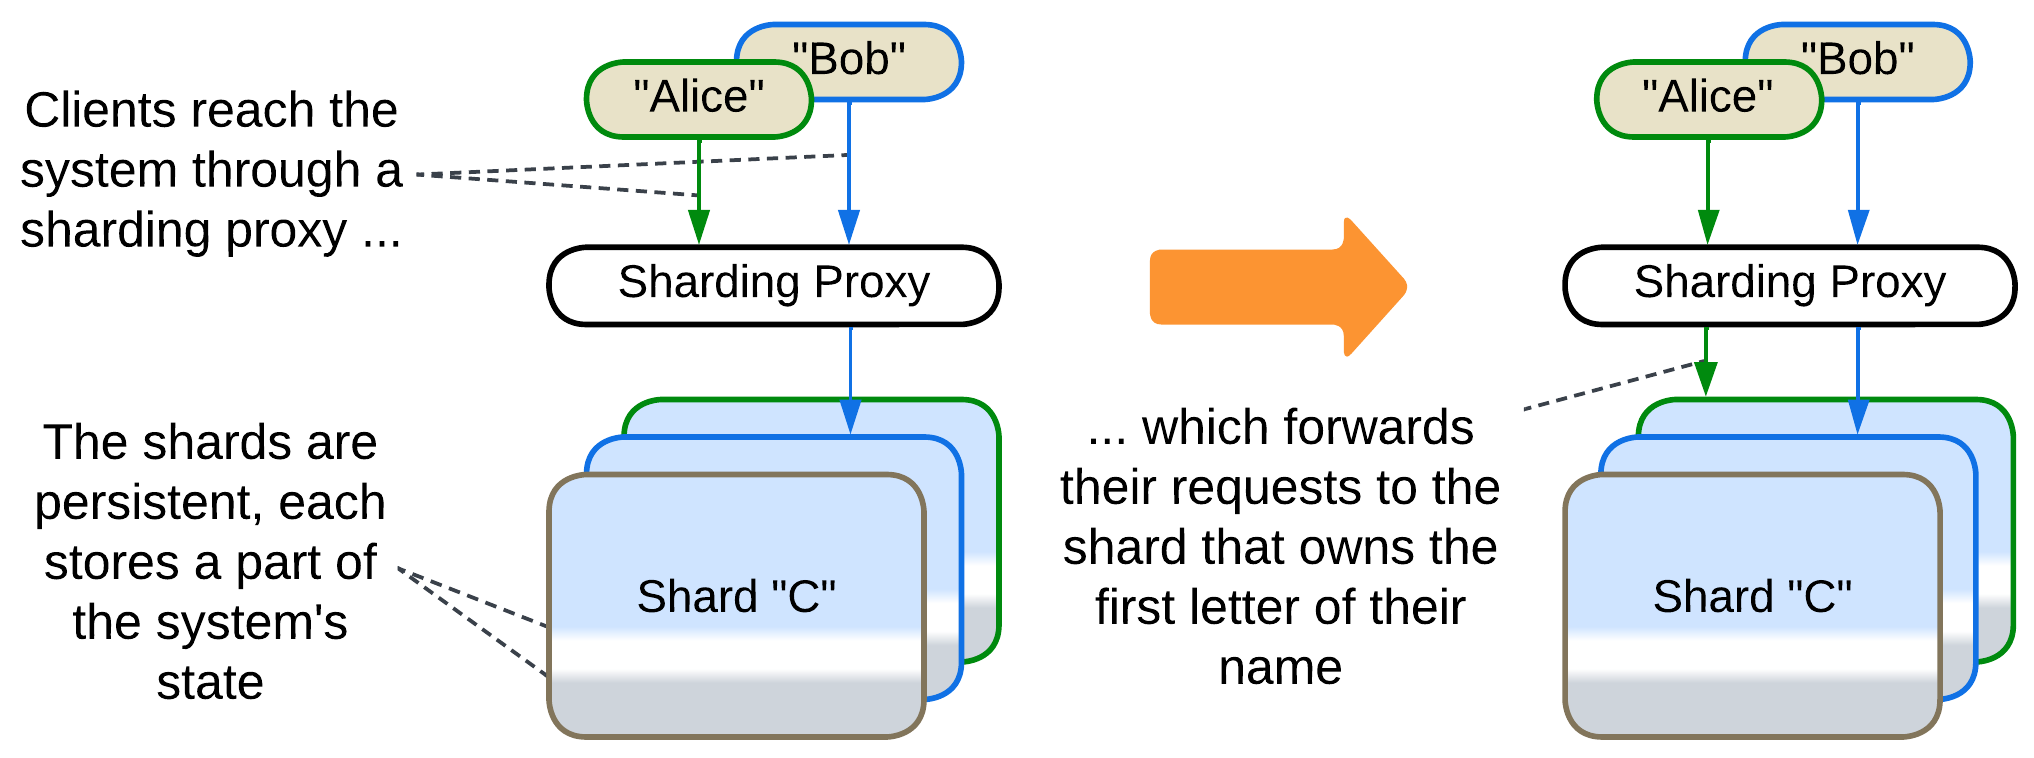 "Bob"
"Alice"
Clients reach the
system through a
sharding proxy ...
Sharding Proxy
The shards are
persistent, each
stores a part of
the system's
state
Shard "C"
"Bob"
"Alice"
Sharding Proxy
... which forwards
their requests to the
shard that owns the
first letter of their
name
Shard "C"